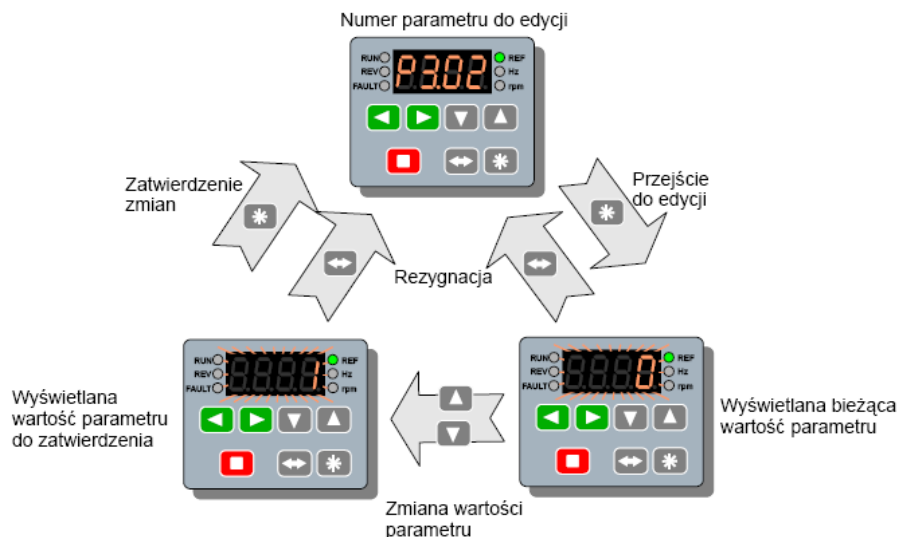 Numer parametru do edycji
RUN
REV
FAULT
P3.02
REF
Hz
rpm
Zatwierdzenie
zmian
Przejście
do edycji
Rezygnacja
RUN
REV
FAULT
1
REF
Hz
rpm
RUN
REV
FAULT
0
REF
Hz
rpm
Wyświetlana
wartość parametru
do zatwierdzenia
Wyświetlana bieżąca
wartość parametru
Zmiana wartości
parametru